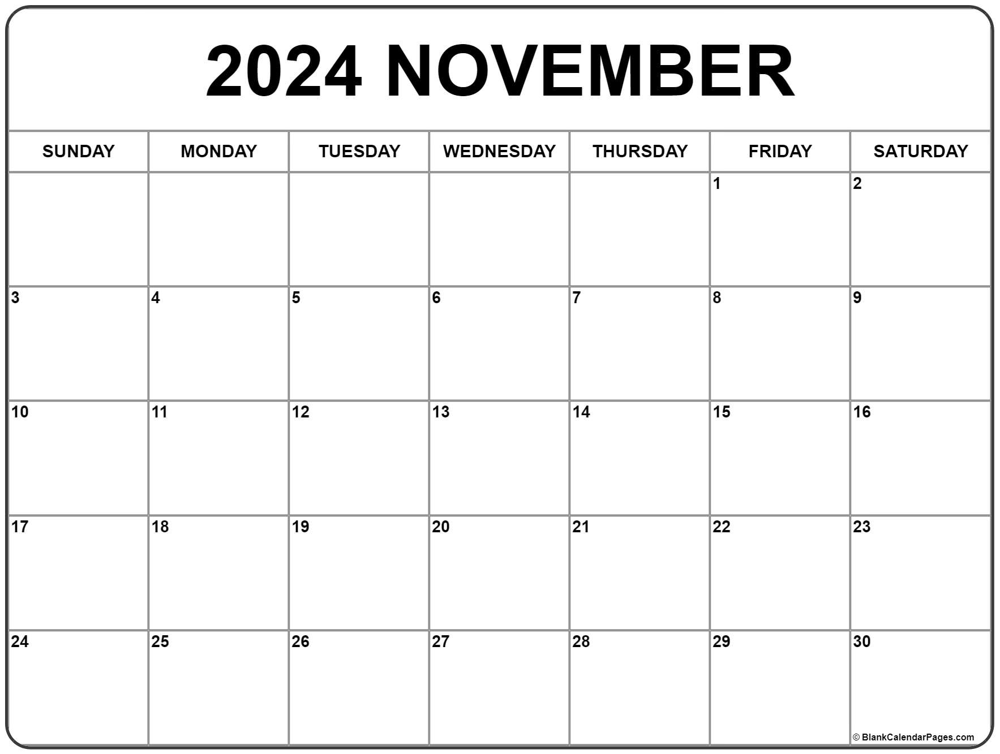 2024 NOVEMBER
SUNDAY MONDAY TUESDAY WEDNESDAY THURSDAY FRIDAY SATURDAY
1 2
3 4 5 6 7 8 9
10 11 12 13 14 15 16
17 18 19 20 21 22 23
24 25 26 27 28 29 30
© BlankCalendarPages.com